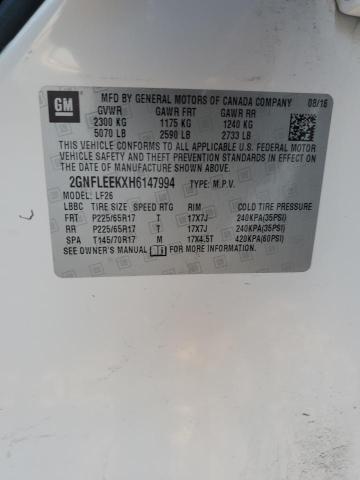 GM
MFD BY GENERAL MOTORS OF CANADA COMPANY 08/16
GVWR GAWR FRT GAWR RR
2300 KG 1175 KG 1240 KG
5070 LB 2590 LB 2733 LB
THIS VEHICLE CONFORMS TO ALL APPLICABLE U.S. FEDERAL MOTOR
VEHICLE SAFETY, BUMPER, AND THEFT PREVENTION STANDARDS IN
EFFECT ON THE DATE OF MANUFACTURE SHOWN ABOVE.
2GNFLEEKXH6147994 TYPE: M.P.V.
MODEL: LF26
LBBC TIRE SIZE SPEED RTG RIM COLD TIRE PRESSURE
FRT P225/65R17 T 17X7J 240KPA(35PSI)
RR P225/65R17 T 17X7J 240KPA(35PSI)
SPA T145/70R17 M 17X4.5T 420KPA(60PSI)
SEE OWNER'S MANUAL FOR MORE INFORMATION